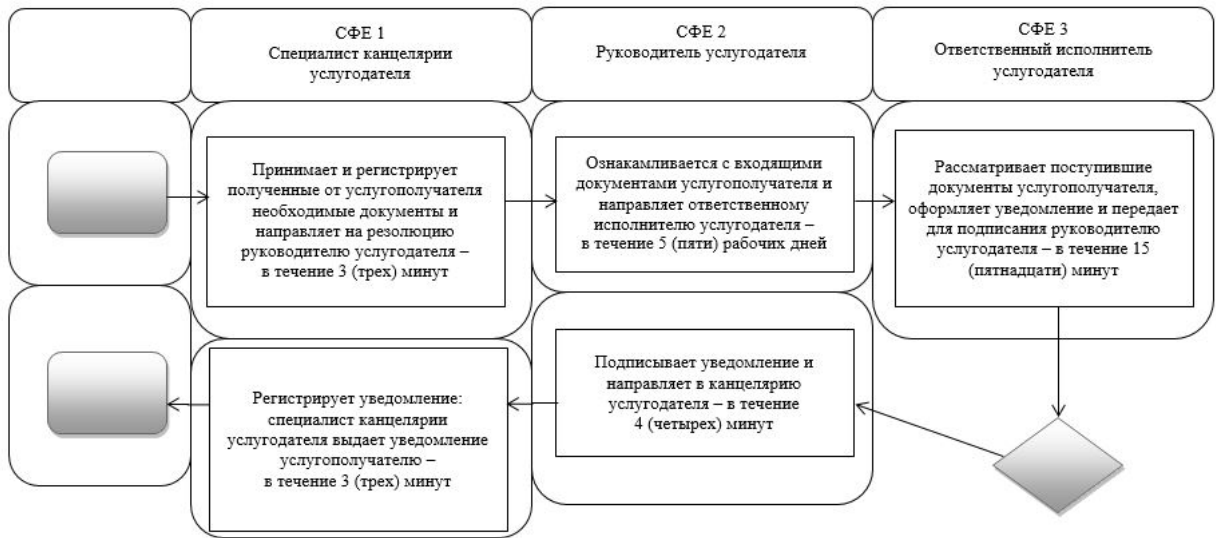 СФЕ 1
Специалист канцелярии
услугодателя
СФЕ 2
Руководитель услугодателя
СФЕ 3
Ответственный исполнитель
услугодателя
Принимает и регистрирует
полученные от услугополучателя
необходимые документы и
направляет на резолюцию
руководителю услугодателя –
в течение 3 (трех) минут
Ознакамливается с входящими
документами услугополучателя и
направляет ответственному
исполнителю услугодателя –
в течение 5 (пяти) рабочих дней
Рассматривает поступившие
документы услугополучателя,
оформляет уведомление и передает
для подписания руководителю
услугодателя – в течение 15
(пятнадцати) минут
Подписывает уведомление и
направляет в канцелярию
услугодателя – в течение
4 (четырех) минут
Регистрирует уведомление:
специалист канцелярии
услугодателя выдает уведомление
услугополучателю –
в течение 3 (трех) минут